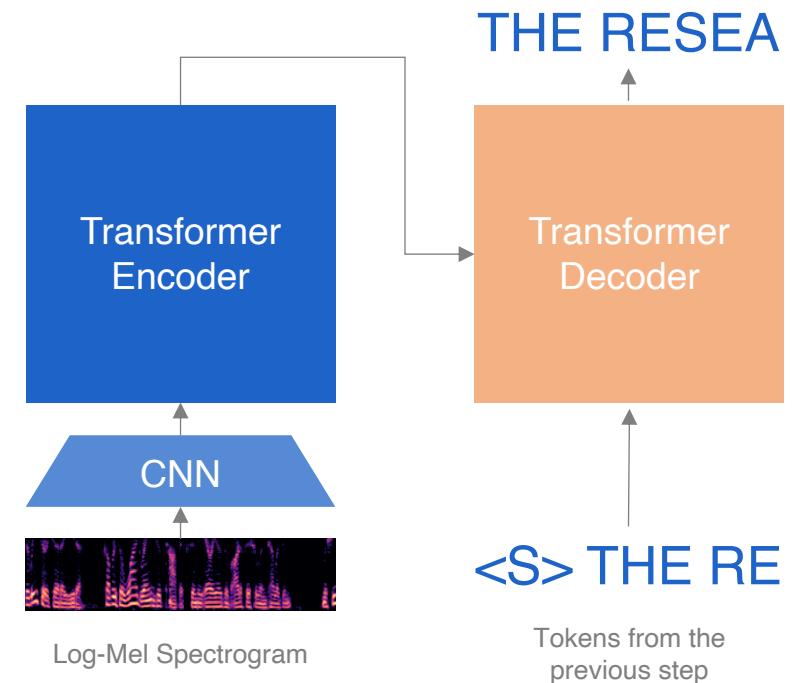 THE RESEA
Transformer
Encoder
Transformer
Decoder
CNN
<S> THE RE
Log-Mel Spectrogram
Tokens from the
previous step